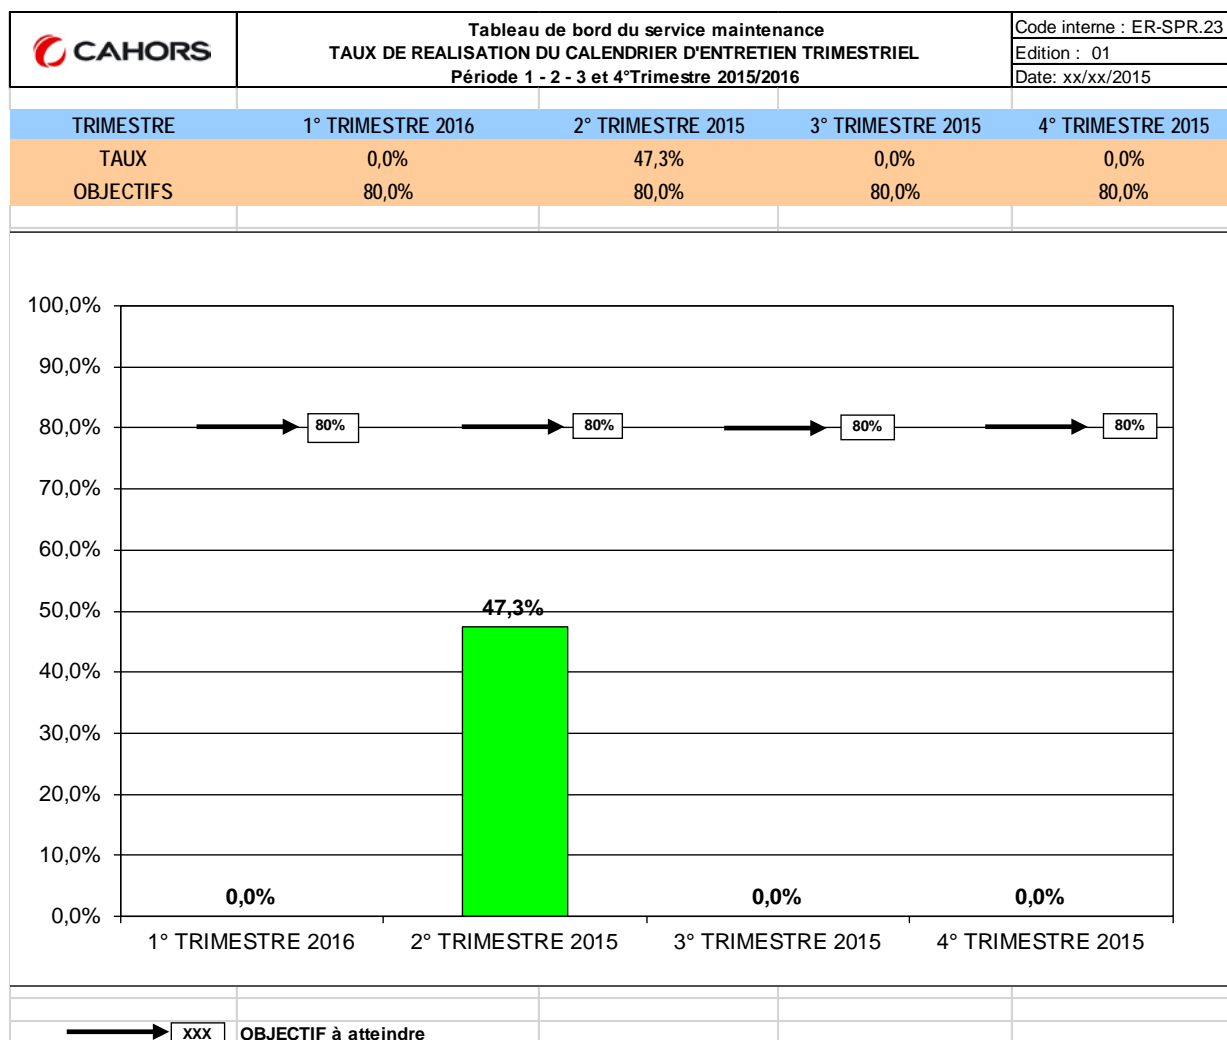 CAHORS
Tableau de bord du service maintenance
TAUX DE REALISATION DU CALENDRIER D'ENTRETIEN TRIMESTRIEL
Période 1 - 2 - 3 et 4°Trimestre 2015/2016
Code interne : ER-SPR.23
Edition : 01
Date: xx/xx/2015
TRIMESTRE 1° TRIMESTRE 2016 2° TRIMESTRE 2015 3° TRIMESTRE 2015 4° TRIMESTRE 2015
TAUX 0,0% 47,3% 0,0% 0,0%
OBJECTIFS 80,0% 80,0% 80,0% 80,0%
100,0%
90,0%
80,0% 80% 80% 80% 80%
70,0%
60,0%
50,0% 47,3%
40,0%
30,0%
20,0%
10,0%
0,0% 0,0% 0,0% 0,0%
1° TRIMESTRE 2016 2° TRIMESTRE 2015 3° TRIMESTRE 2015 4° TRIMESTRE 2015
XXX OBJECTIF à atteindre